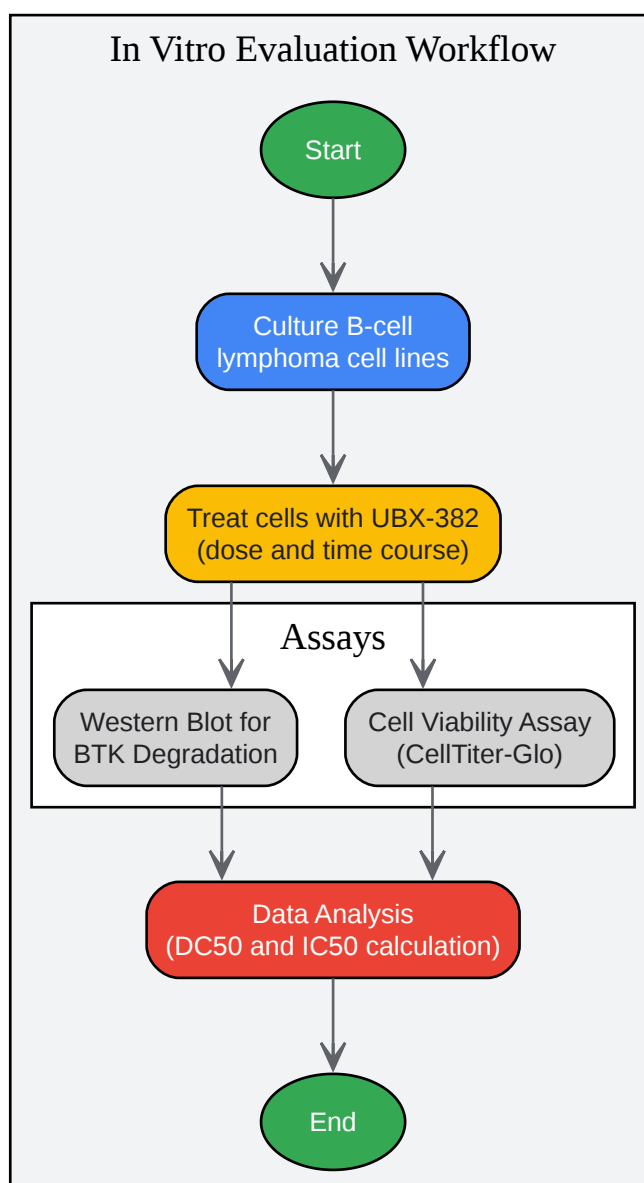 In Vitro Evaluation Workflow
Start
Culture B-cell
lymphoma cell lines
Treat cells with UBX-382
(dose and time course)
Assays
Western Blot for
BTK Degradation
Cell Viability Assay
(CellTiter-Glo)
Data Analysis
(DC50 and IC50 calculation)
End